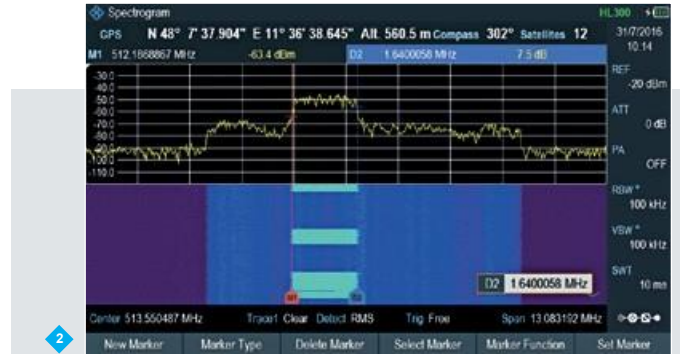 Spectrogram HL300
GPS N 48° 7' 37.904" E 11° 36' 38.645" Alt 560.5 m Compass 302° Satellites 12 31/7/2016
10:14
M1 512.1868867 MHz -63.4 dBm D2 1.6400058 MHz 7.5 dB
REF
-20 dBm
ATT
0 dB
PA
OFF
RBW *
100 kHz
VBW *
100 kHz
SWT
10 ms
-30.0
-40.0
-50.0
-60.0
-70.0
-80.0
-100.0
-110.0
M1
D2 1.6400058 MHz
Center 513.550487 MHz Trace1 Clear Detect RMS Trig Free Span 13.083192 MHz
New Marker Marker Type Delete Marker Select Marker Marker Function Set Marker
2